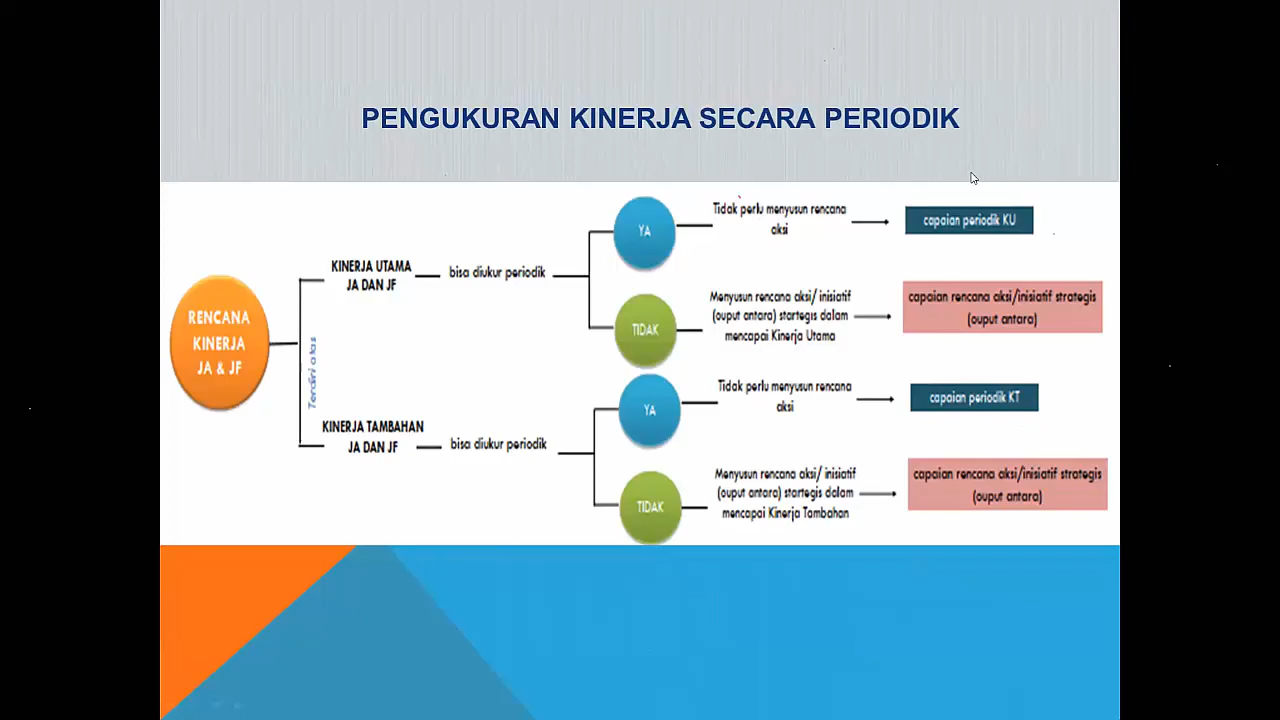 PENGUKURAN KINERJA SECARA PERIODIK
RENCANA
KINERJA
JA & JF
Terdiri atas
KINERJA UTAMA
JA DAN JF
bisa diukur periodik
YA
Tidak perlu menyusun rencana
aksi
capaian periodik KU
TIDAK
Menyusun rencana aksi/ inisiatif
(ouput antara) startegis dalam
mencapai Kinerja Utama
capaian rencana aksi/inisiatif strategis
(ouput antara)
KINERJA TAMBAHAN
JA DAN JF
bisa diukur periodik
YA
Tidak perlu menyusun rencana
aksi
capaian periodik KT
TIDAK
Menyusun rencana aksi/ inisiatif
(ouput antara) startegis dalam
mencapai Kinerja Tambahan
capaian rencana aksi/inisiatif strategis
(ouput antara)